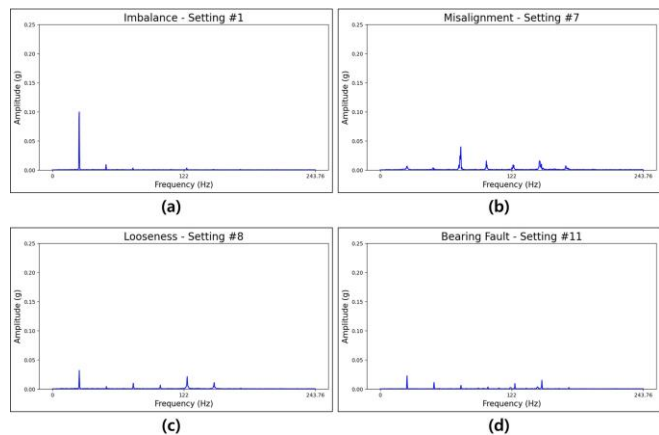 Imbalance - Setting #1
0.25
0.20
0.15
0.10
0.05
0.00
Amplitude (g)
0
122
243.76
Frequency (Hz)
(a)
Misalignment - Setting #7
0.25
0.20
0.15
0.10
0.05
0.00
Amplitude (g)
0
122
243.76
Frequency (Hz)
(b)
Looseness - Setting #8
0.25
0.20
0.15
0.10
0.05
0.00
Amplitude (g)
0
122
243.76
Frequency (Hz)
(c)
Bearing Fault - Setting #11
0.25
0.20
0.15
0.10
0.05
0.00
Amplitude (g)
0
122
243.76
Frequency (Hz)
(d)